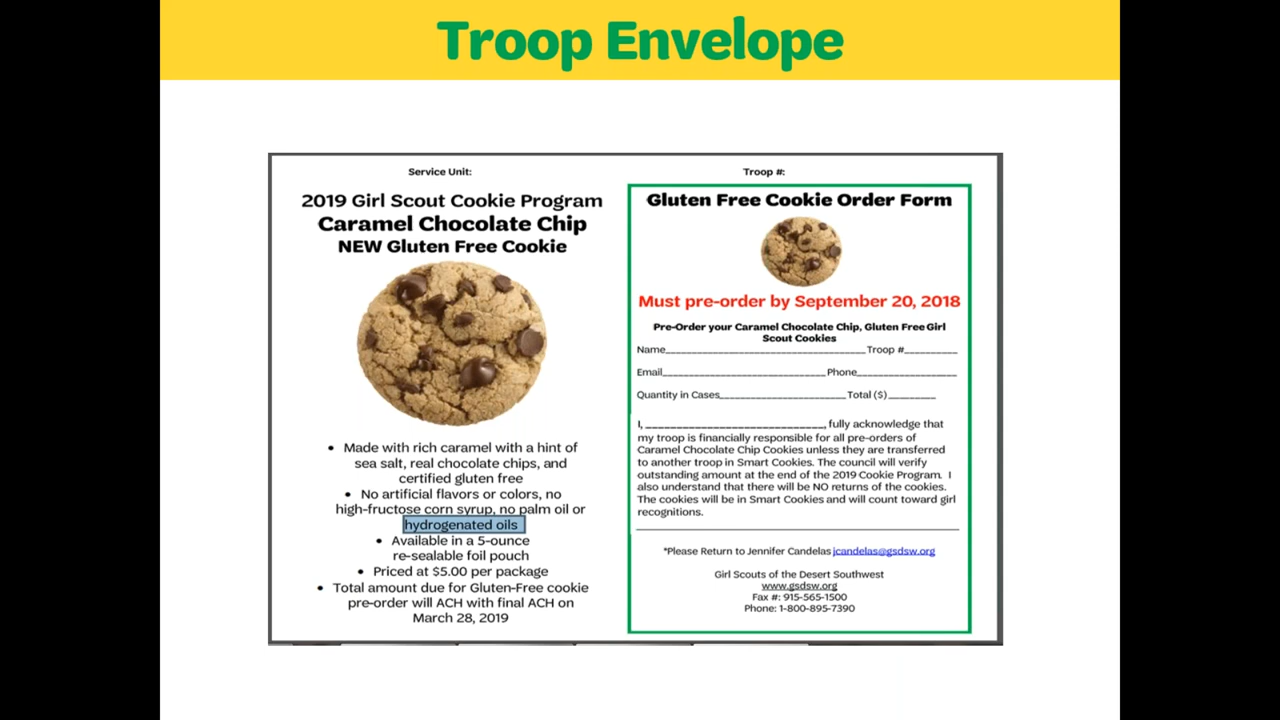 Troop Envelope
Service Unit:
Troop #:
2019 Girl Scout Cookie Program
Caramel Chocolate Chip
NEW Gluten Free Cookie
• Made with rich caramel with a hint of
sea salt, real chocolate chips, and
certified gluten free
• No artificial flavors or colors, no
high-fructose corn syrup, no palm oil or
hydrogenated oils
• Available in a 5-ounce
re-sealable foil pouch
• Priced at $5.00 per package
• Total amount due for Gluten-Free cookie
pre-order will ACH with final ACH on
March 28, 2019
Gluten Free Cookie Order Form
Must pre-order by September 20, 2018
Pre-Order your Caramel Chocolate Chip, Gluten Free Girl
Scout Cookies
Name______________________Troop #__________
Email______________________Phone______________
Quantity in Cases______________________Total ($)_________
I, ______________________________, fully acknowledge that
my troop is financially responsible for all pre-orders of
Caramel Chocolate Chip Cookies unless they are transferred
to another troop in Smart Cookies. The council will verify
outstanding amount at the end of the 2019 Cookie Program. I
also understand that there will be NO returns of the cookies.
The cookies will be in Smart Cookies and will count toward girl
recognitions.
*Please Return to Jennifer Candelas jcandelas@gsdsw.org
Girl Scouts of the Desert Southwest
www.gsdsw.org
Fax #: 915-565-1500
Phone: 1-800-895-7390